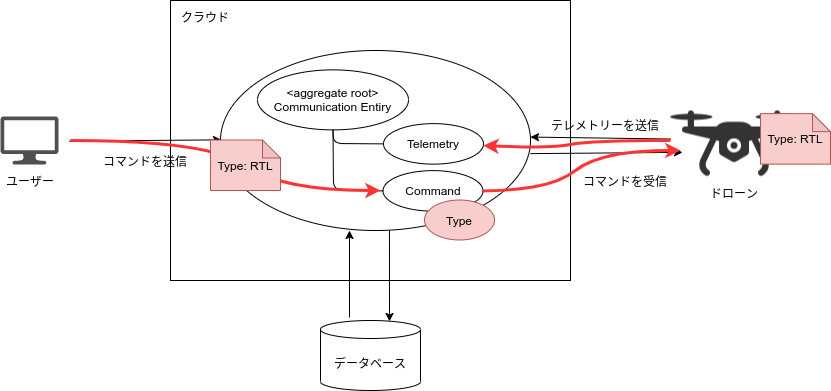 クラウド
<aggregate root>
Communication Entiry
Telemetry
Command
Type
Type: RTL
コマンドを送信
ユーザー
テレメトリーを送信
Type: RTL
コマンドを受信
ドローン
データベース